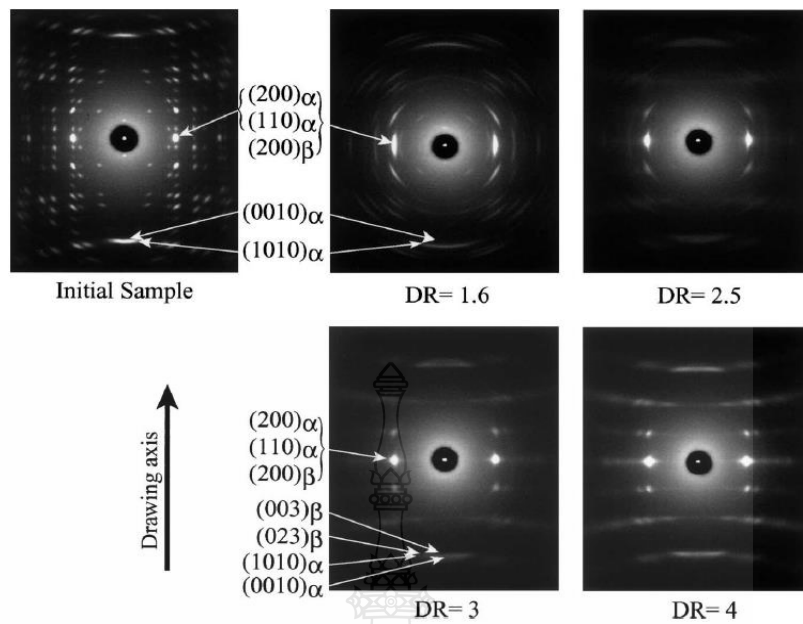 (200)α
(110)α
(200)β
(0010)α
(1010)α
Initial Sample
DR= 1.6
DR= 2.5
Drawing axis
(200)α
(110)α
(200)β
(003)β
(023)β
(1010)α
(0010)α
DR= 3
DR= 4